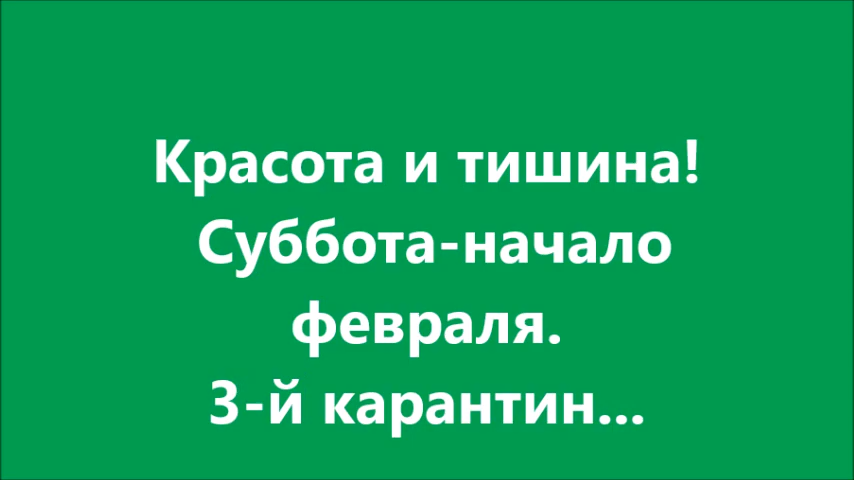 Красота и тишина!
Суббота-начало
февраля.
3-й карантин...